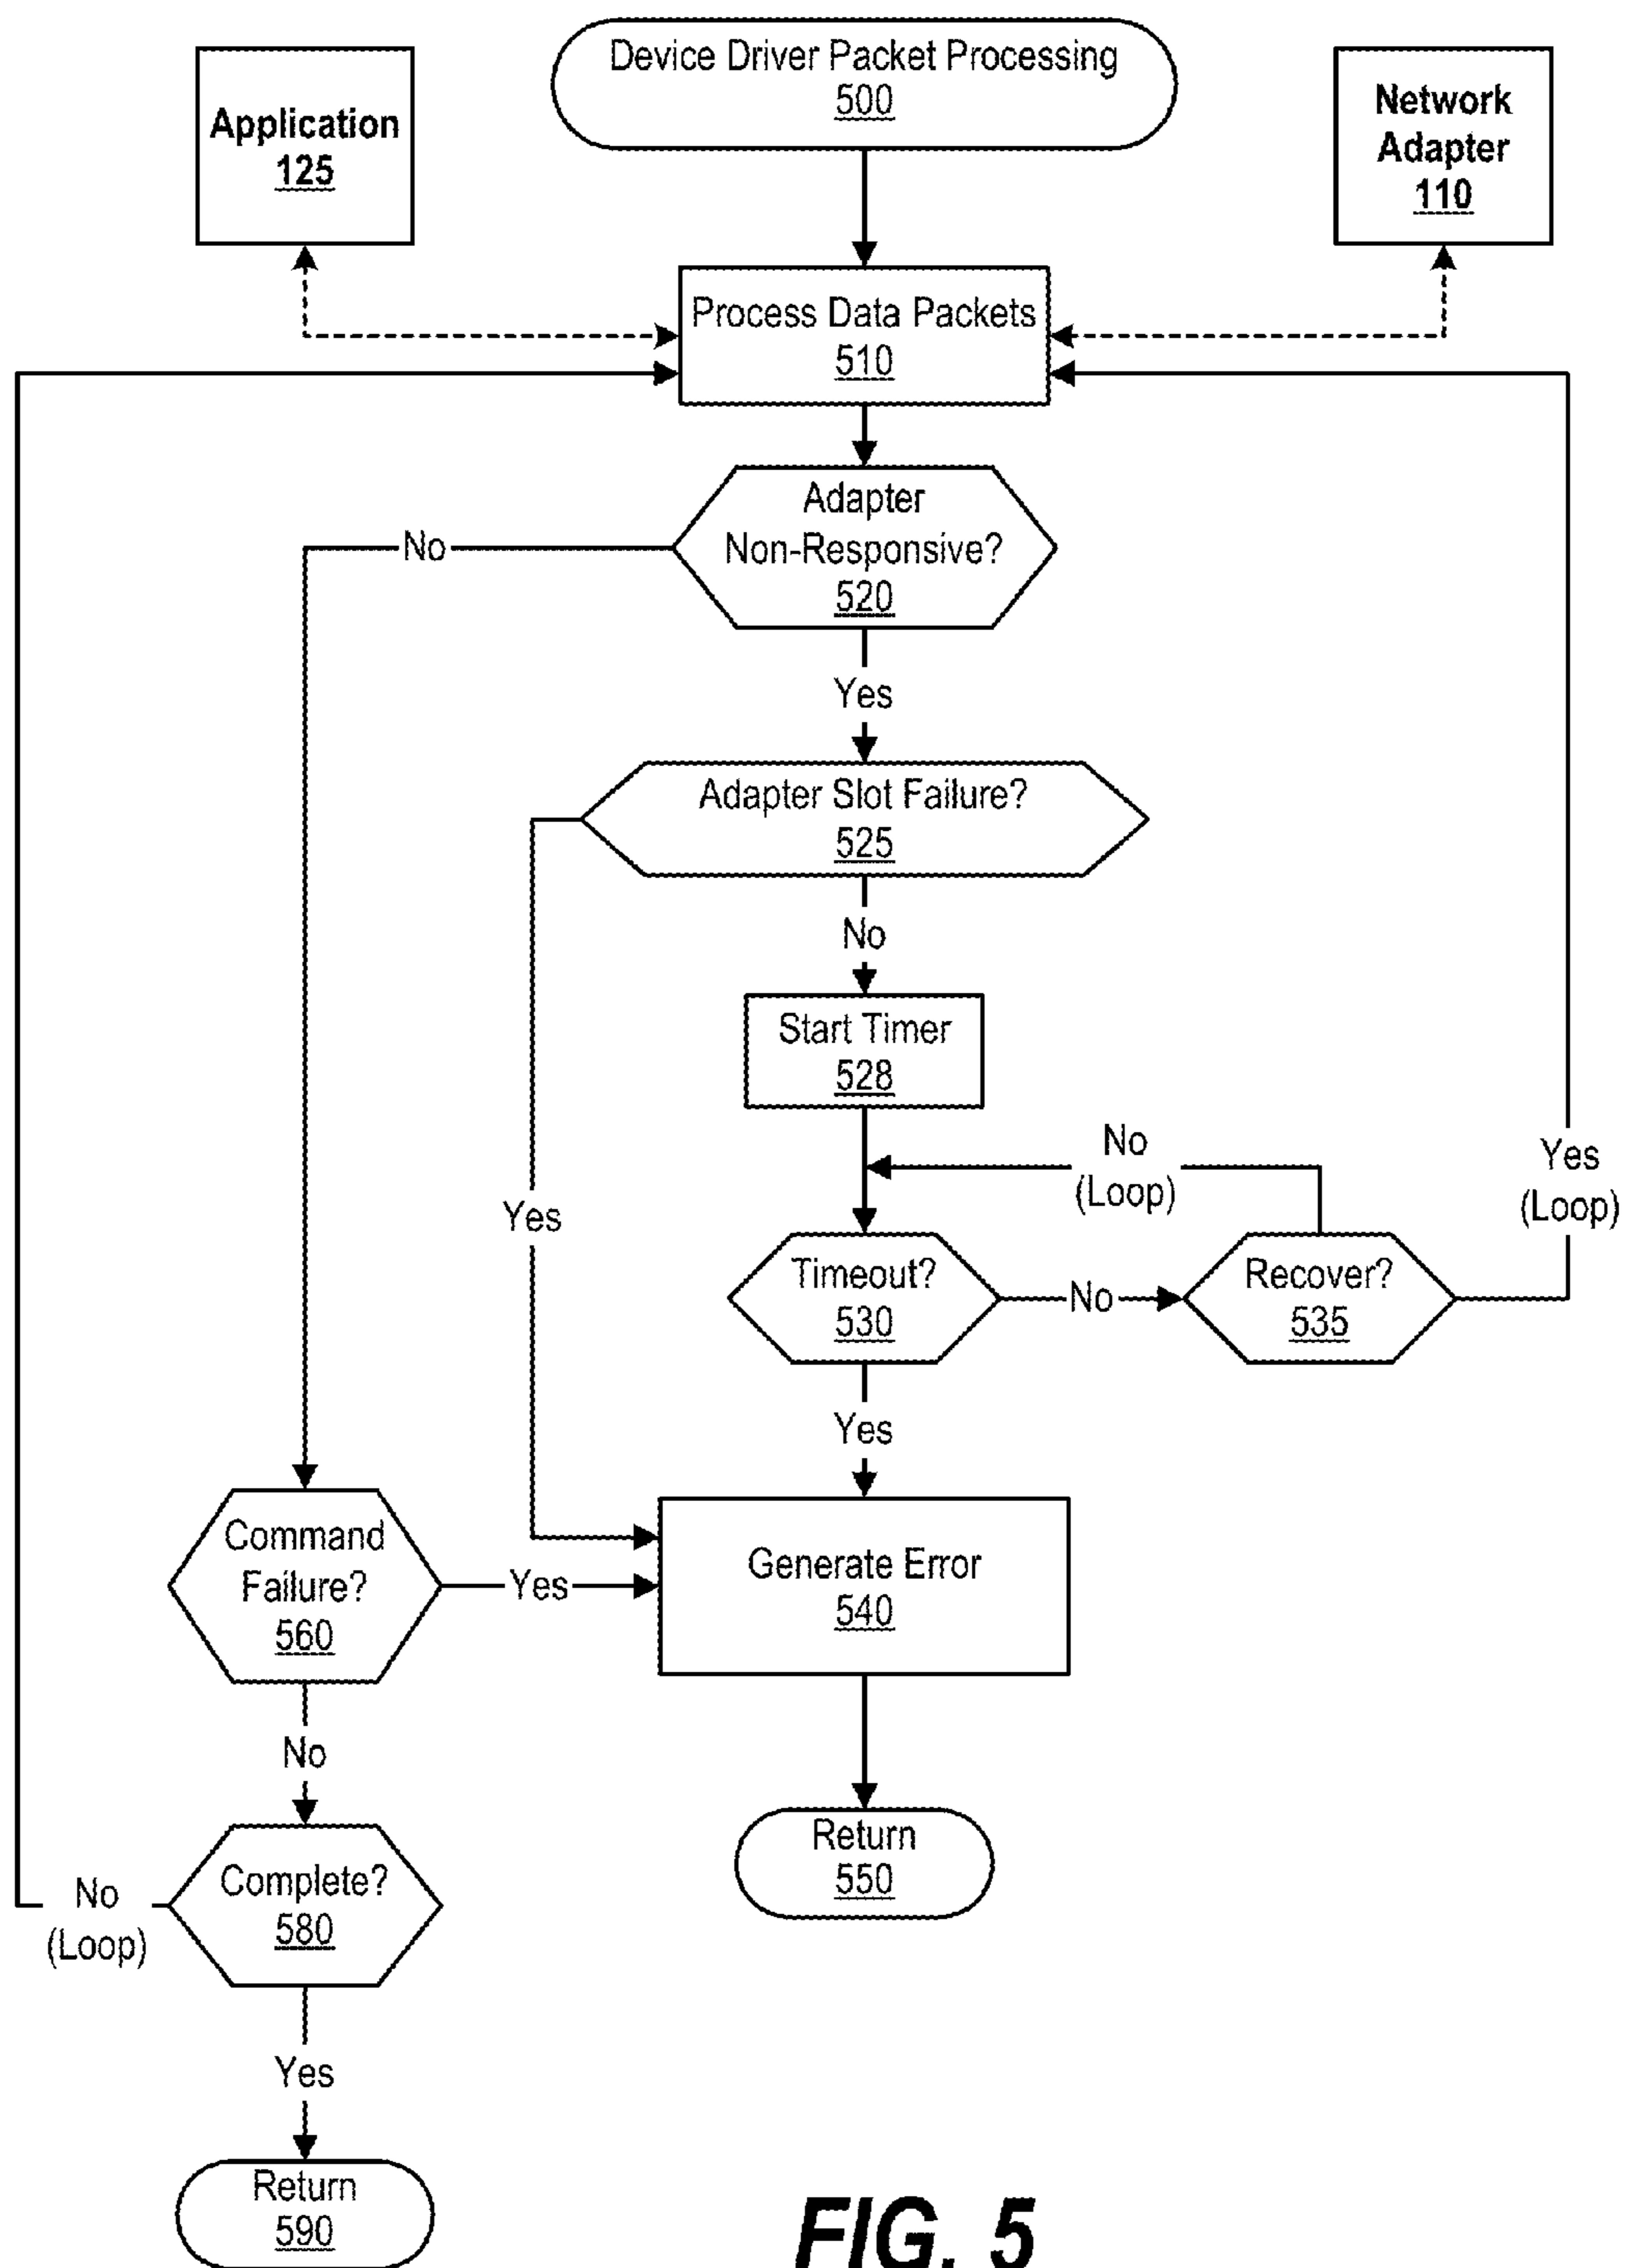 Device Driver Packet Processing
500
Application
125
Network
Adapter
110
Process Data Packets
510
Adapter
Non-Responsive?
520
No
Yes
Adapter Slot Failure?
525
No
Start Timer
528
No
(Loop)
Yes
(Loop)
Yes
Timeout?
530
No
Recover?
535
Yes
Command
Failure?
560
Yes
Generate Error
540
No
Return
550
Complete?
580
No
(Loop)
Yes
Return
590
FIG. 5